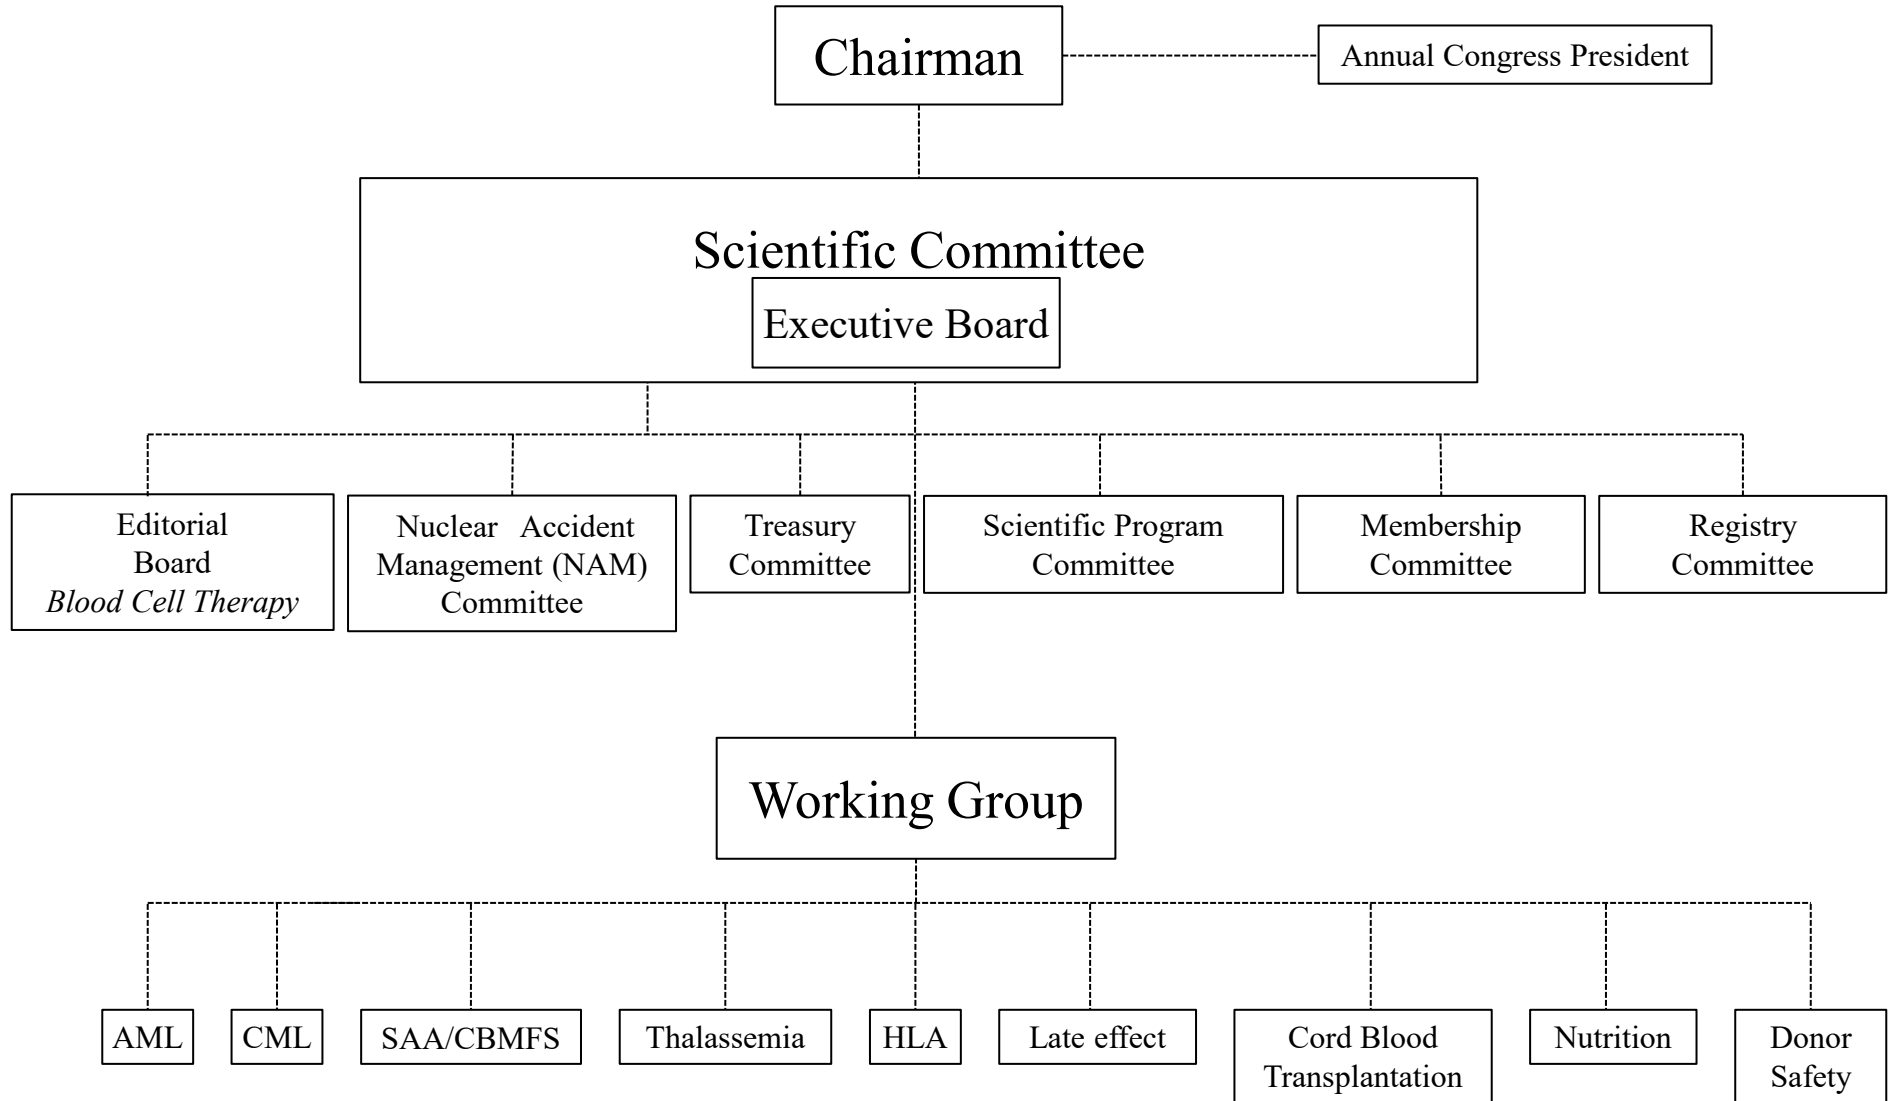 Chairman
Annual Congress President
Scientific Committee
Executive Board
Editorial
Board
Blood Cell Therapy
Nuclear Accident
Management (NAM)
Committee
Treasury
Committee
Scientific Program
Committee
Membership
Committee
Registry
Committee
Working Group
AML
CML
SAA/CBMFS
Thalassemia
HLA
Late effect
Cord Blood
Transplantation
Nutrition
Donor
Safety